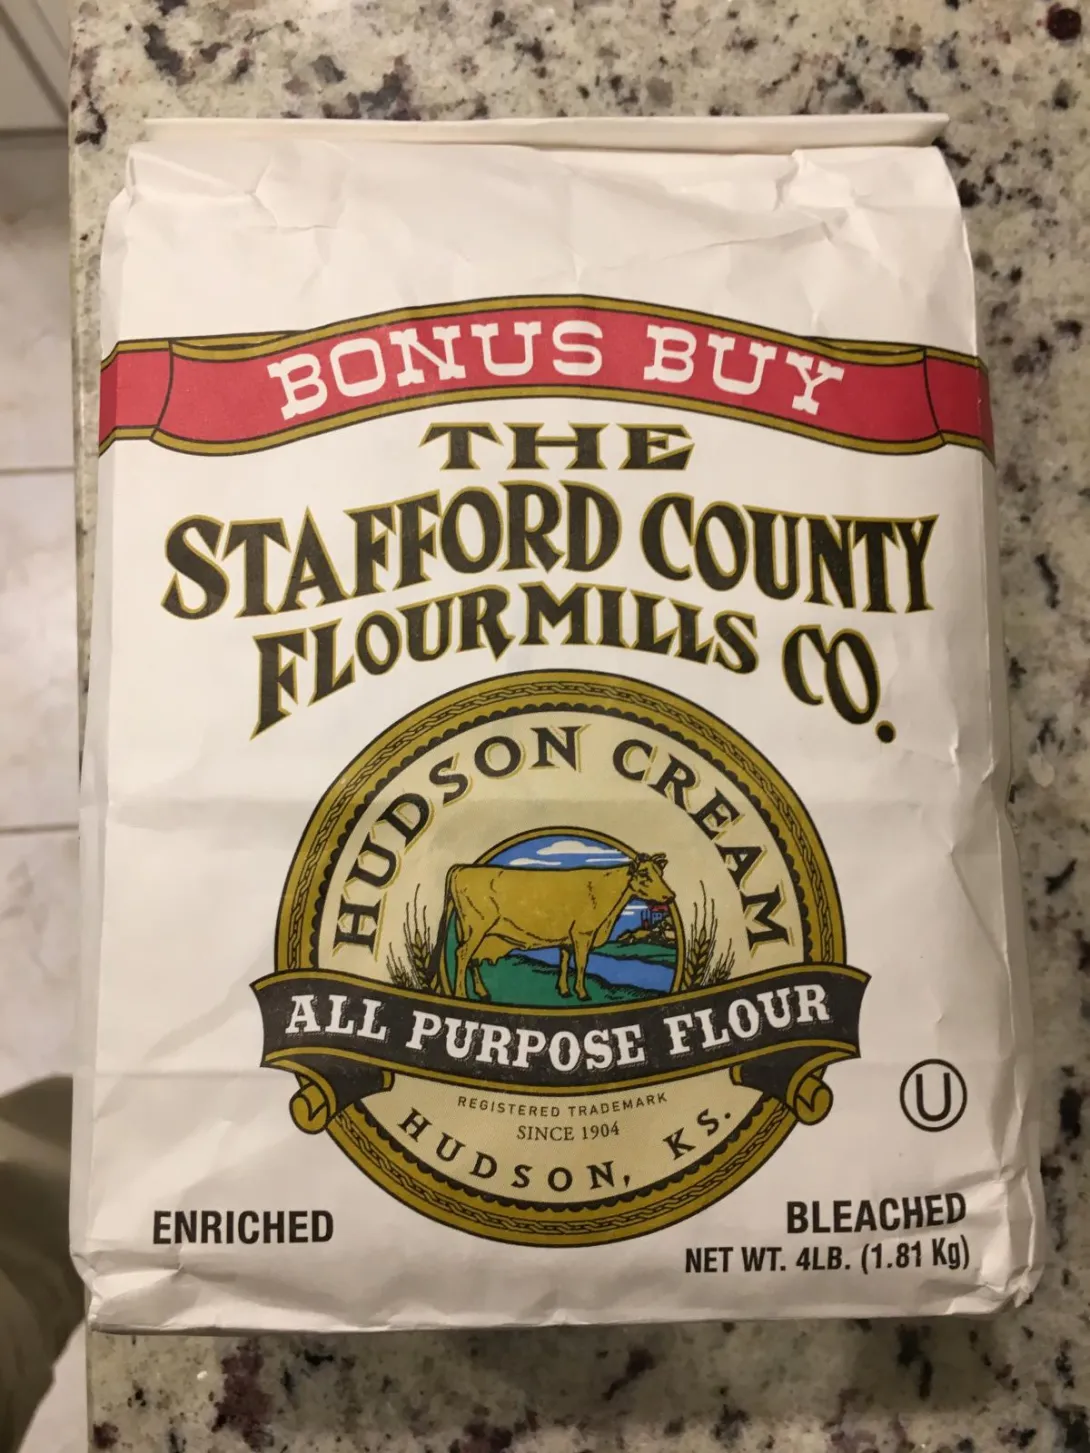 BONUS BUY
THE
STAFFORD COUNTY
FLOUR MILLS CO.
HUDSON CREAM
ALL PURPOSE FLOUR
REGISTERED TRADEMARK
SINCE 1904
HUDSON, KS.
U
ENRICHED
BLEACHED
NET WT. 4LB. (1.81 Kg)